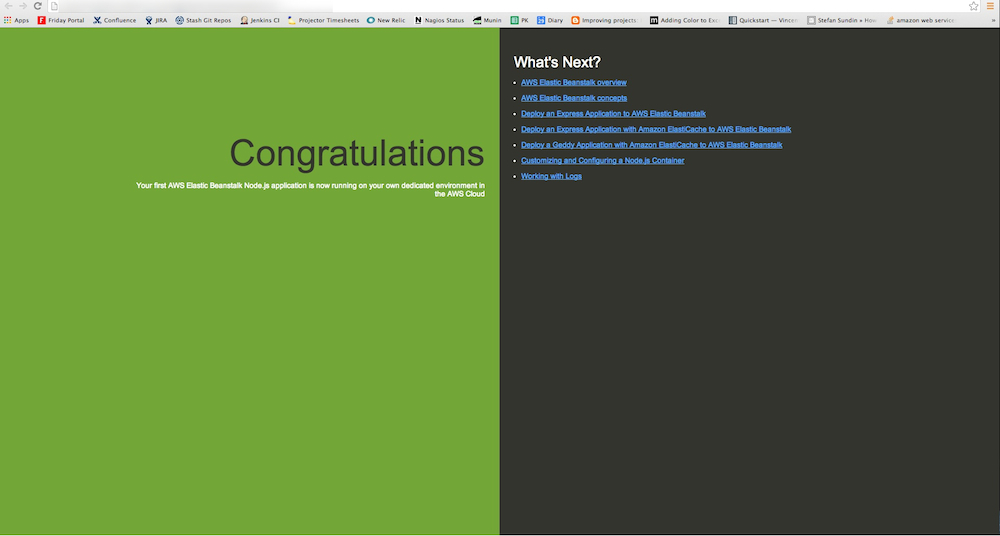 Apps Friday Portal Confluence JIRA Stash Git Repos Jenkins CI Projector Timesheets New Relic Nagios Status Munin PK Diary Improving projects Adding Color to Exc Quickstart — Vinces Stefan Sundin • How amazon web service »
Congratulations
Your first AWS Elastic Beanstalk Node.js application is now running on your own dedicated environment in
the AWS Cloud
What's Next?
AWS Elastic Beanstalk overview
AWS Elastic Beanstalk concepts
Deploy an Express Application to AWS Elastic Beanstalk
Deploy an Express Application with Amazon ElastiCache to AWS Elastic Beanstalk
Deploy a Geddy Application with Amazon ElastiCache to AWS Elastic Beanstalk
Customizing and Configuring a Node.js Container
Working with Logs